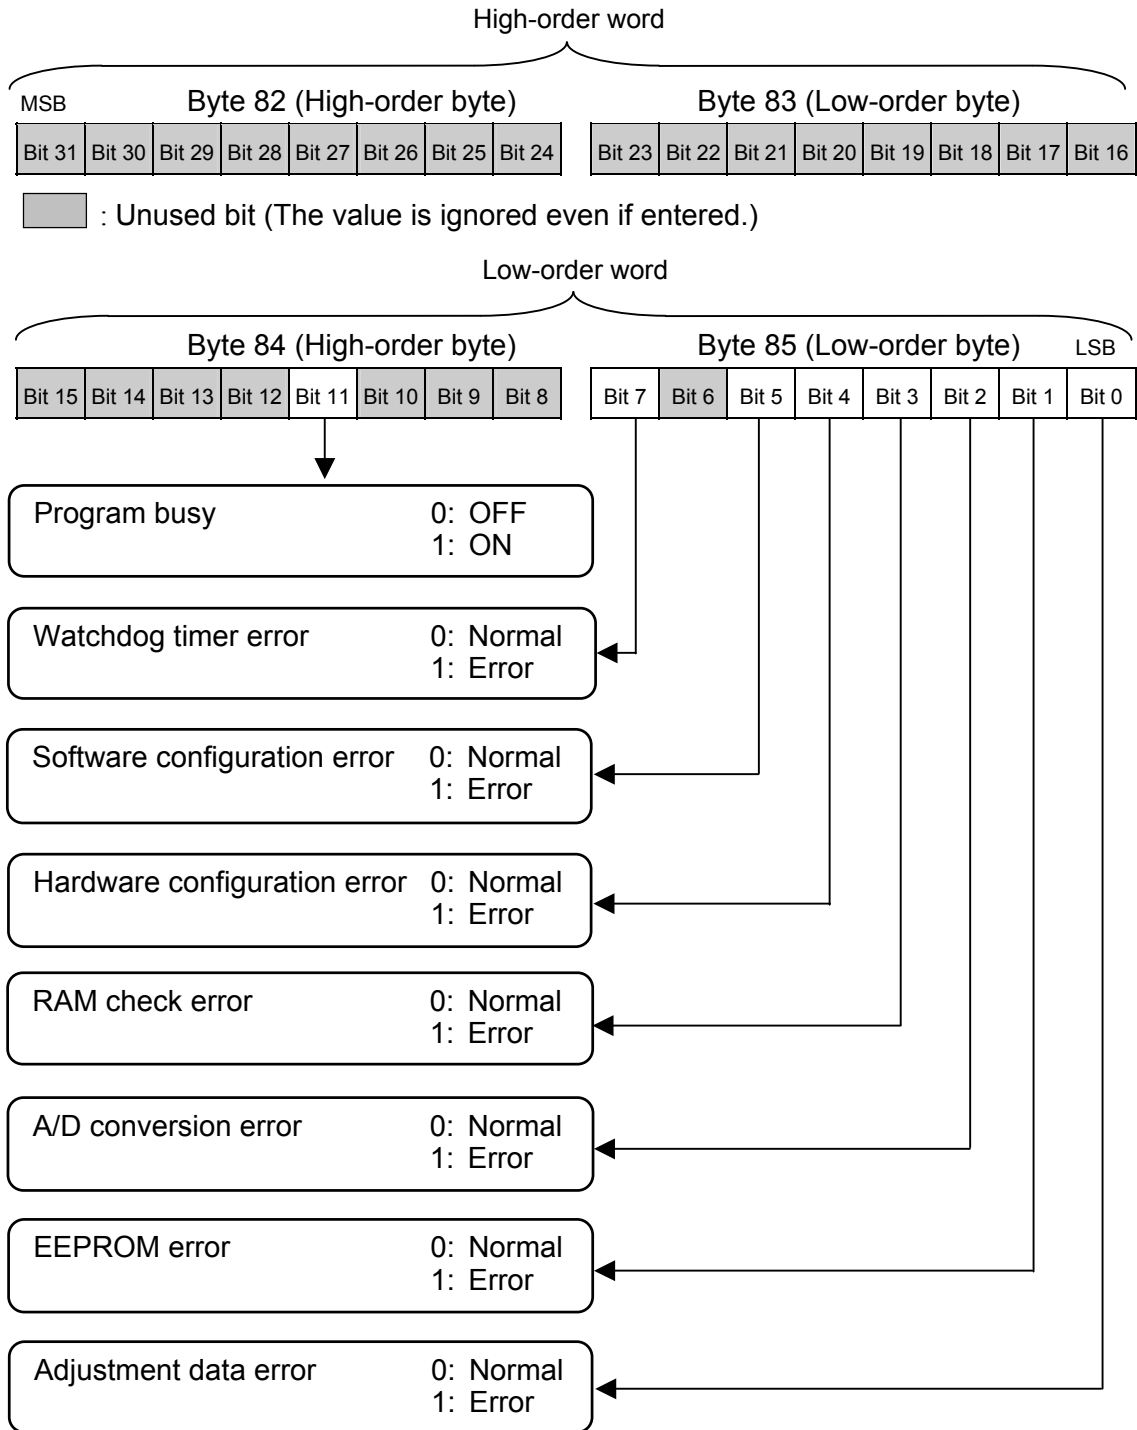 High-order word
MSB Byte 82 (High-order byte) Byte 83 (Low-order byte)
Bit 31 Bit 30 Bit 29 Bit 28 Bit 27 Bit 26 Bit 25 Bit 24 Bit 23 Bit 22 Bit 21 Bit 20 Bit 19 Bit 18 Bit 17 Bit 16
: Unused bit (The value is ignored even if entered.)
Low-order word
Byte 84 (High-order byte) Byte 85 (Low-order byte) LSB
Bit 15 Bit 14 Bit 13 Bit 12 Bit 11 Bit 10 Bit 9 Bit 8 Bit 7 Bit 6 Bit 5 Bit 4 Bit 3 Bit 2 Bit 1 Bit 0
Program busy 0: OFF
1: ON
Watchdog timer error 0: Normal
1: Error
Software configuration error 0: Normal
1: Error
Hardware configuration error 0: Normal
1: Error
RAM check error 0: Normal
1: Error
A/D conversion error 0: Normal
1: Error
EEPROM error 0: Normal
1: Error
Adjustment data error 0: Normal
1: Error